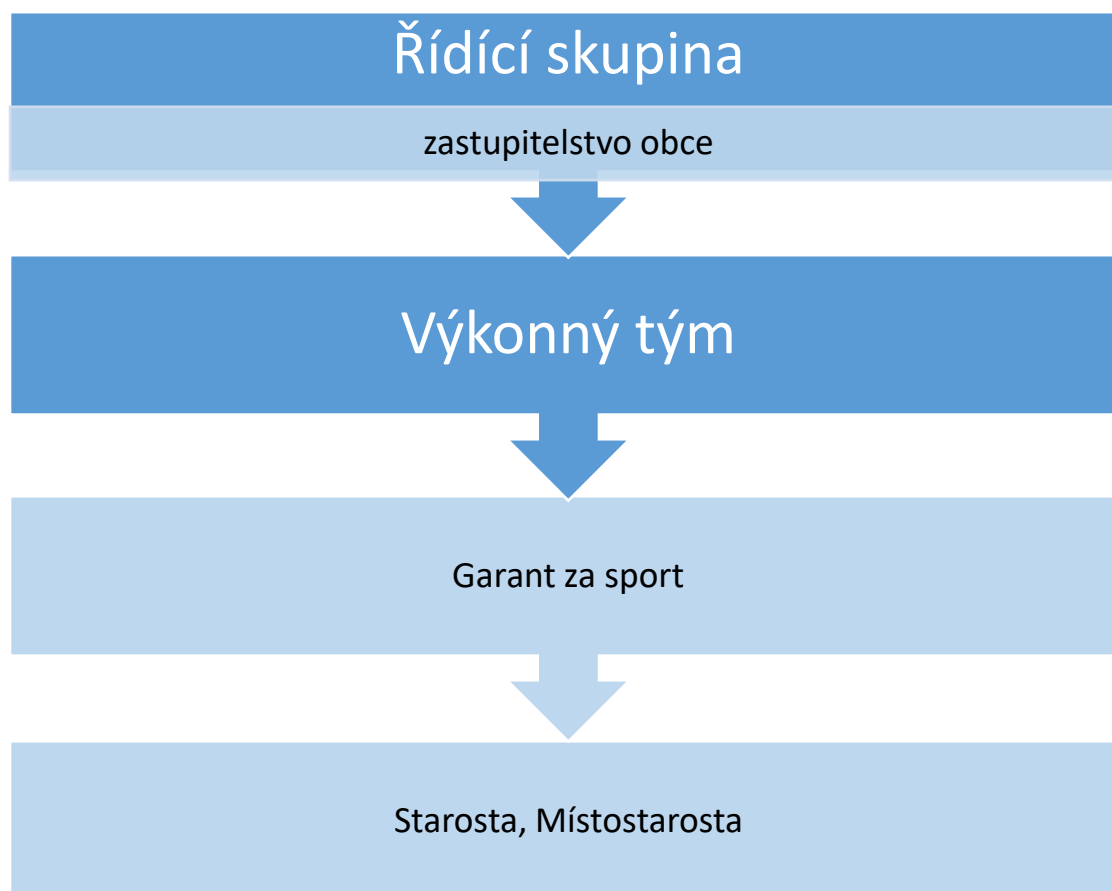 Řídící skupina
zastupitelstvo obce
Výkonný tým
Garant za sport
Starosta, Místostarosta